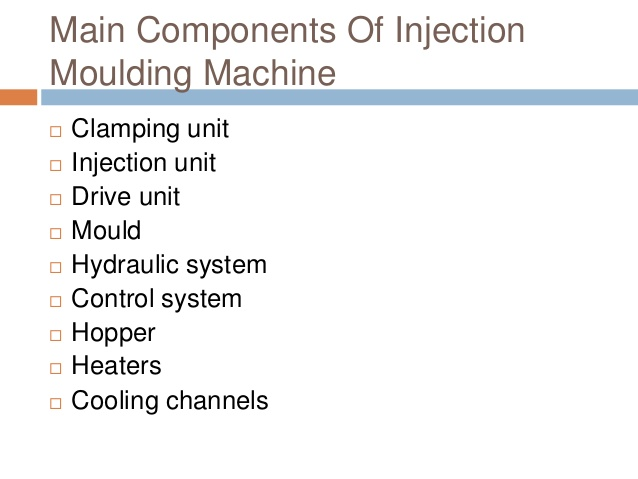 Main Components Of Injection
Moulding Machine
Clamping unit
Injection unit
Drive unit
Mould
Hydraulic system
Control system
Hopper
Heaters
Cooling channels